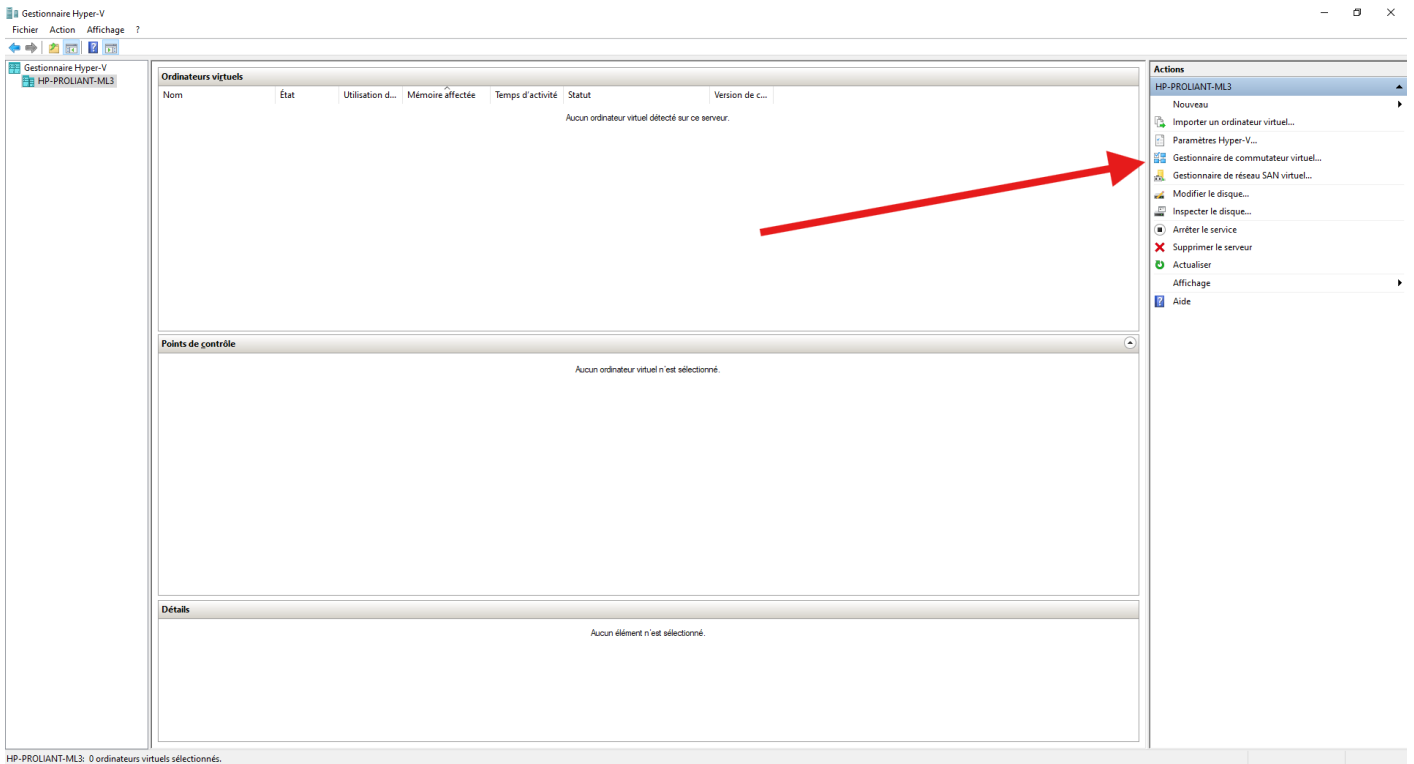 Gestionnaire Hyper-V
Fichier Action Affichage ?
Gestionnaire Hyper-V
HP-PROLIANT-ML3
Ordinateurs virtuels
Nom État Utilisation d... Mémoire affectée Temps d'activité Statut Version de c...
Aucun ordinateur virtuel détecté sur ce serveur.
Points de contrôle
Aucun ordinateur virtuel n'est sélectionné.
Détails
Aucun élément n'est sélectionné.
Actions
HP-PROLIANT-ML3
Nouveau
Importer un ordinateur virtuel...
Paramètres Hyper-V...
Gestionnaire de commutateur virtuel...
Gestionnaire de réseau SAN virtuel...
Modifier le disque...
Inspecter le disque...
Arrêter le service
Supprimer le serveur
Actualiser
Affichage
Aide
HP-PROLIANT-ML3: 0 ordinateurs virtuels sélectionnés.